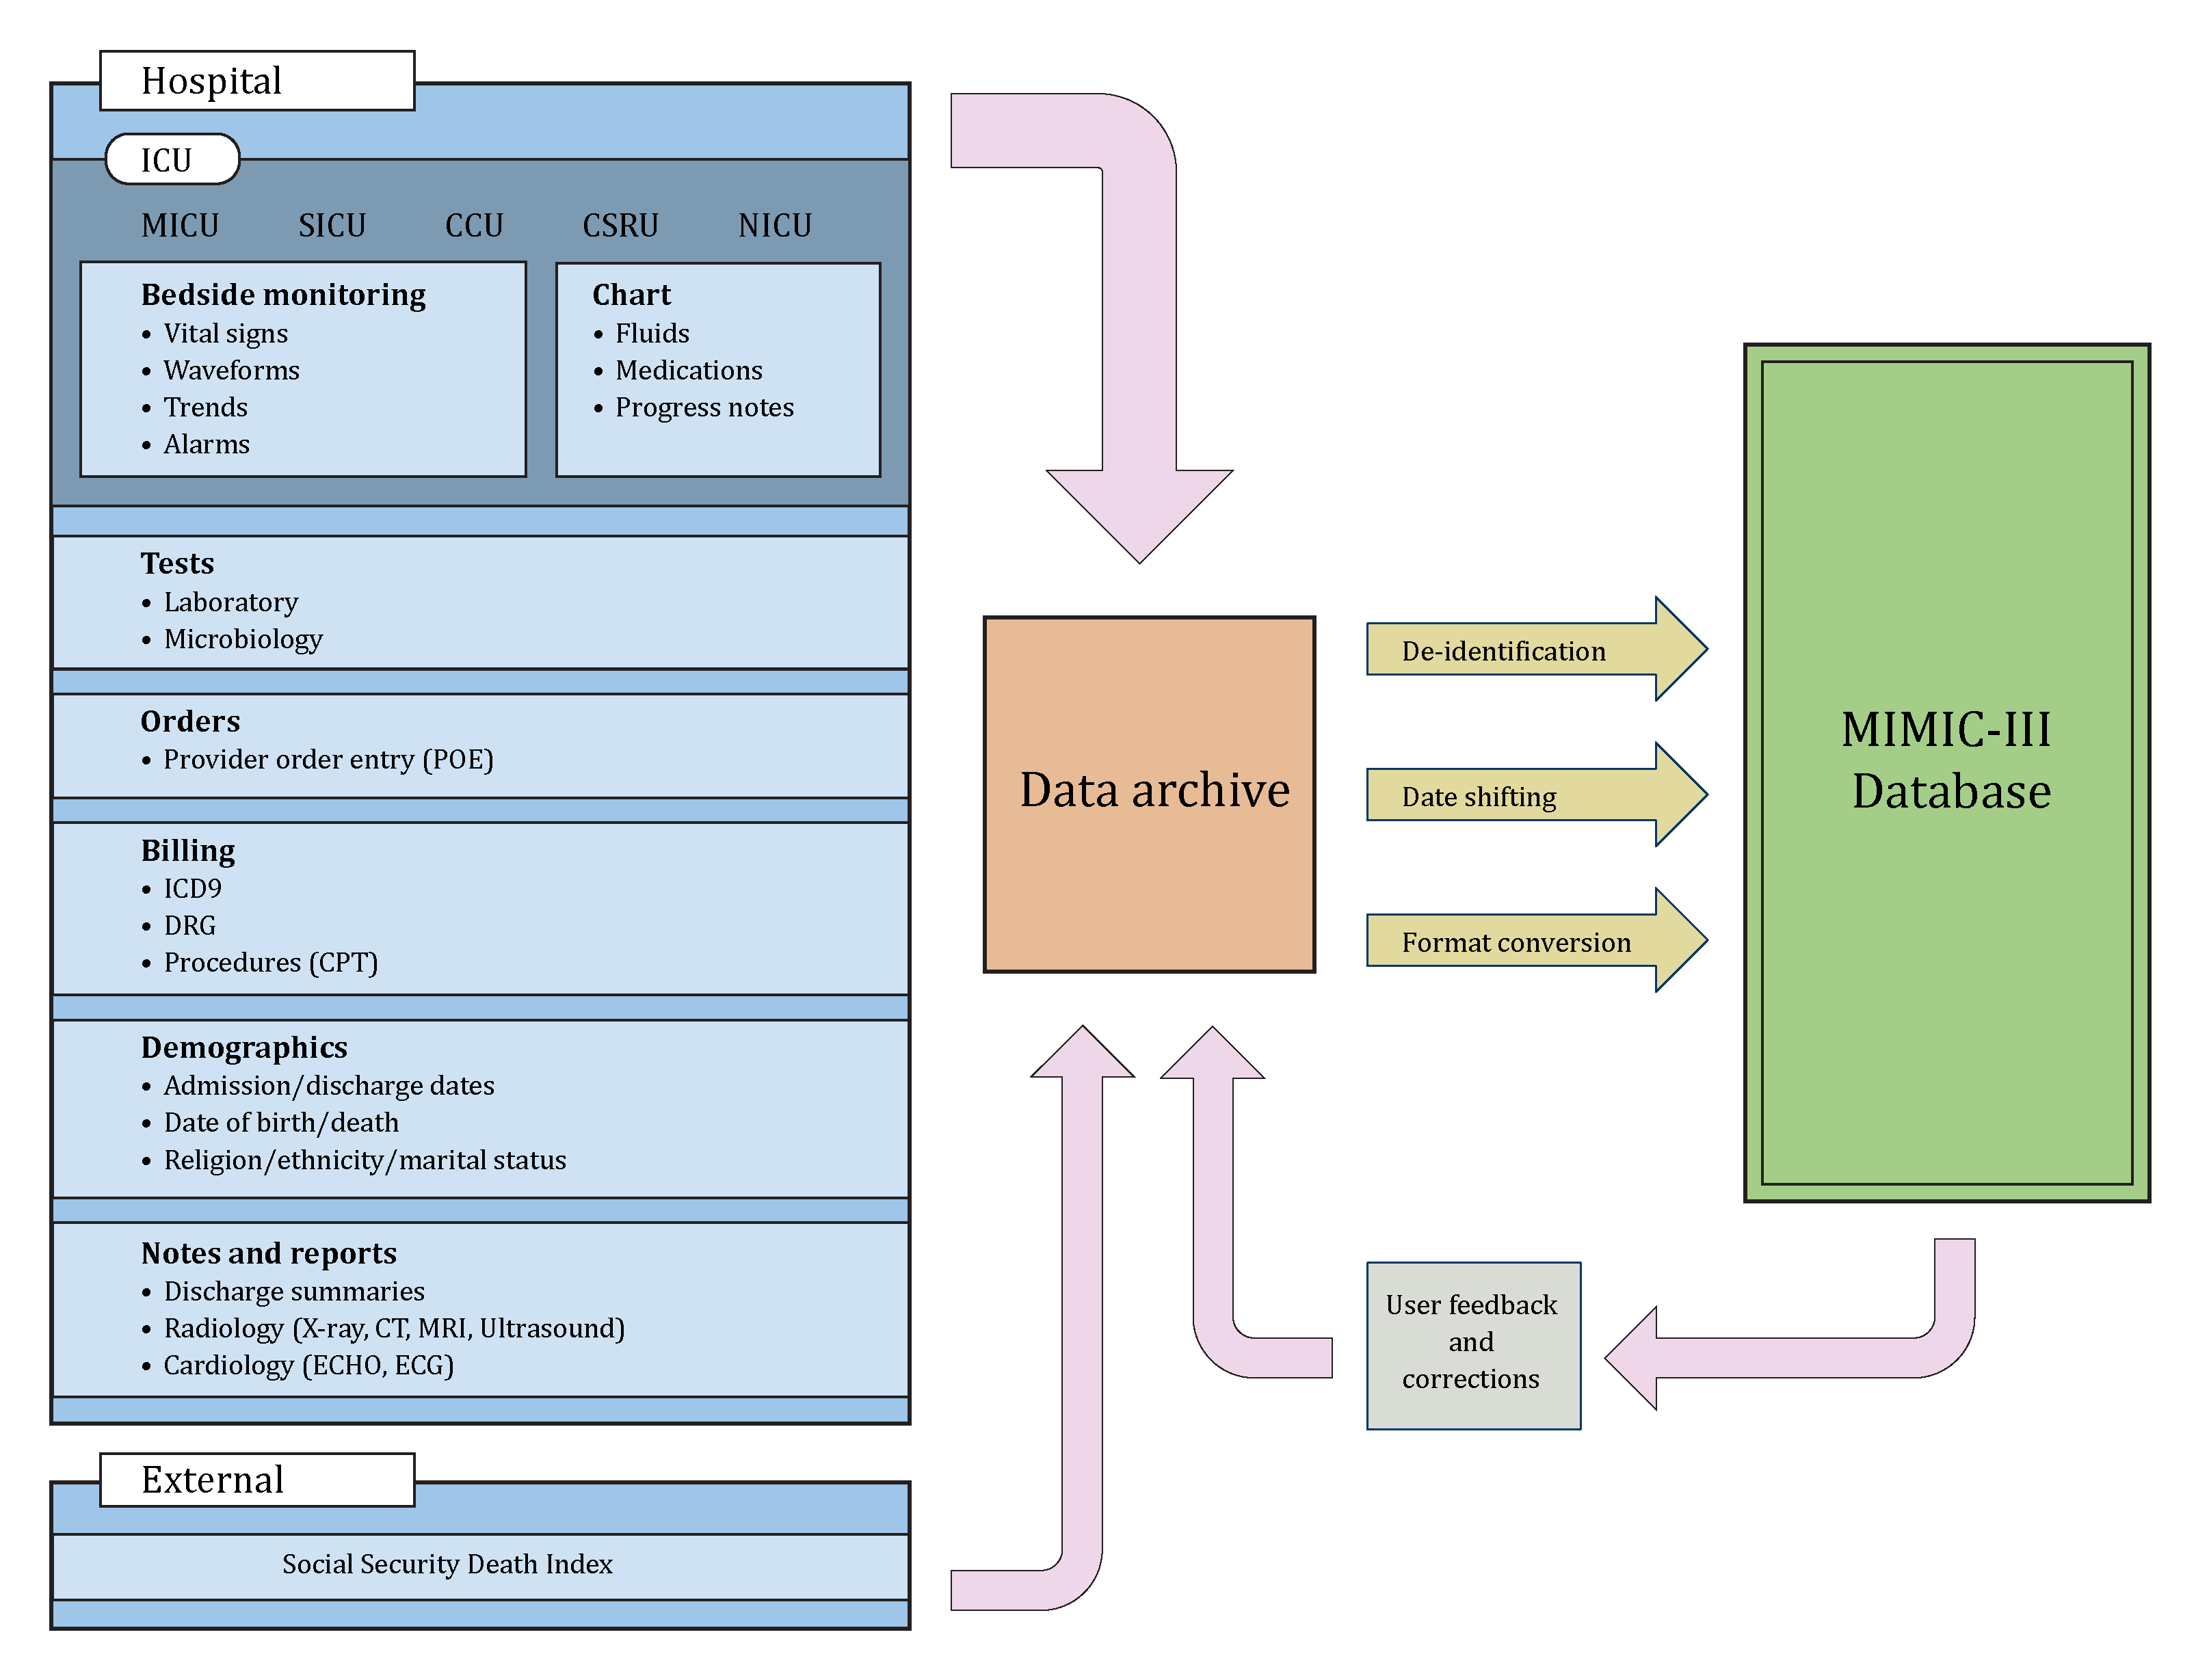 Hospital
ICU
MICU SICU CCU CSRU NICU
Bedside monitoring
• Vital signs
• Waveforms
• Trends
• Alarms
Chart
• Fluids
• Medications
• Progress notes
Tests
• Laboratory
• Microbiology
Orders
• Provider order entry (POE)
Billing
• ICD9
• DRG
• Procedures (CPT)
Demographics
• Admission/discharge dates
• Date of birth/death
• Religion/ethnicity/marital status
Notes and reports
• Discharge summaries
• Radiology (X-ray, CT, MRI, Ultrasound)
• Cardiology (ECHO, ECG)
External
Social Security Death Index
Data archive
De-identification
Date shifting
Format conversion
MIMIC-III
Database
User feedback
and
corrections